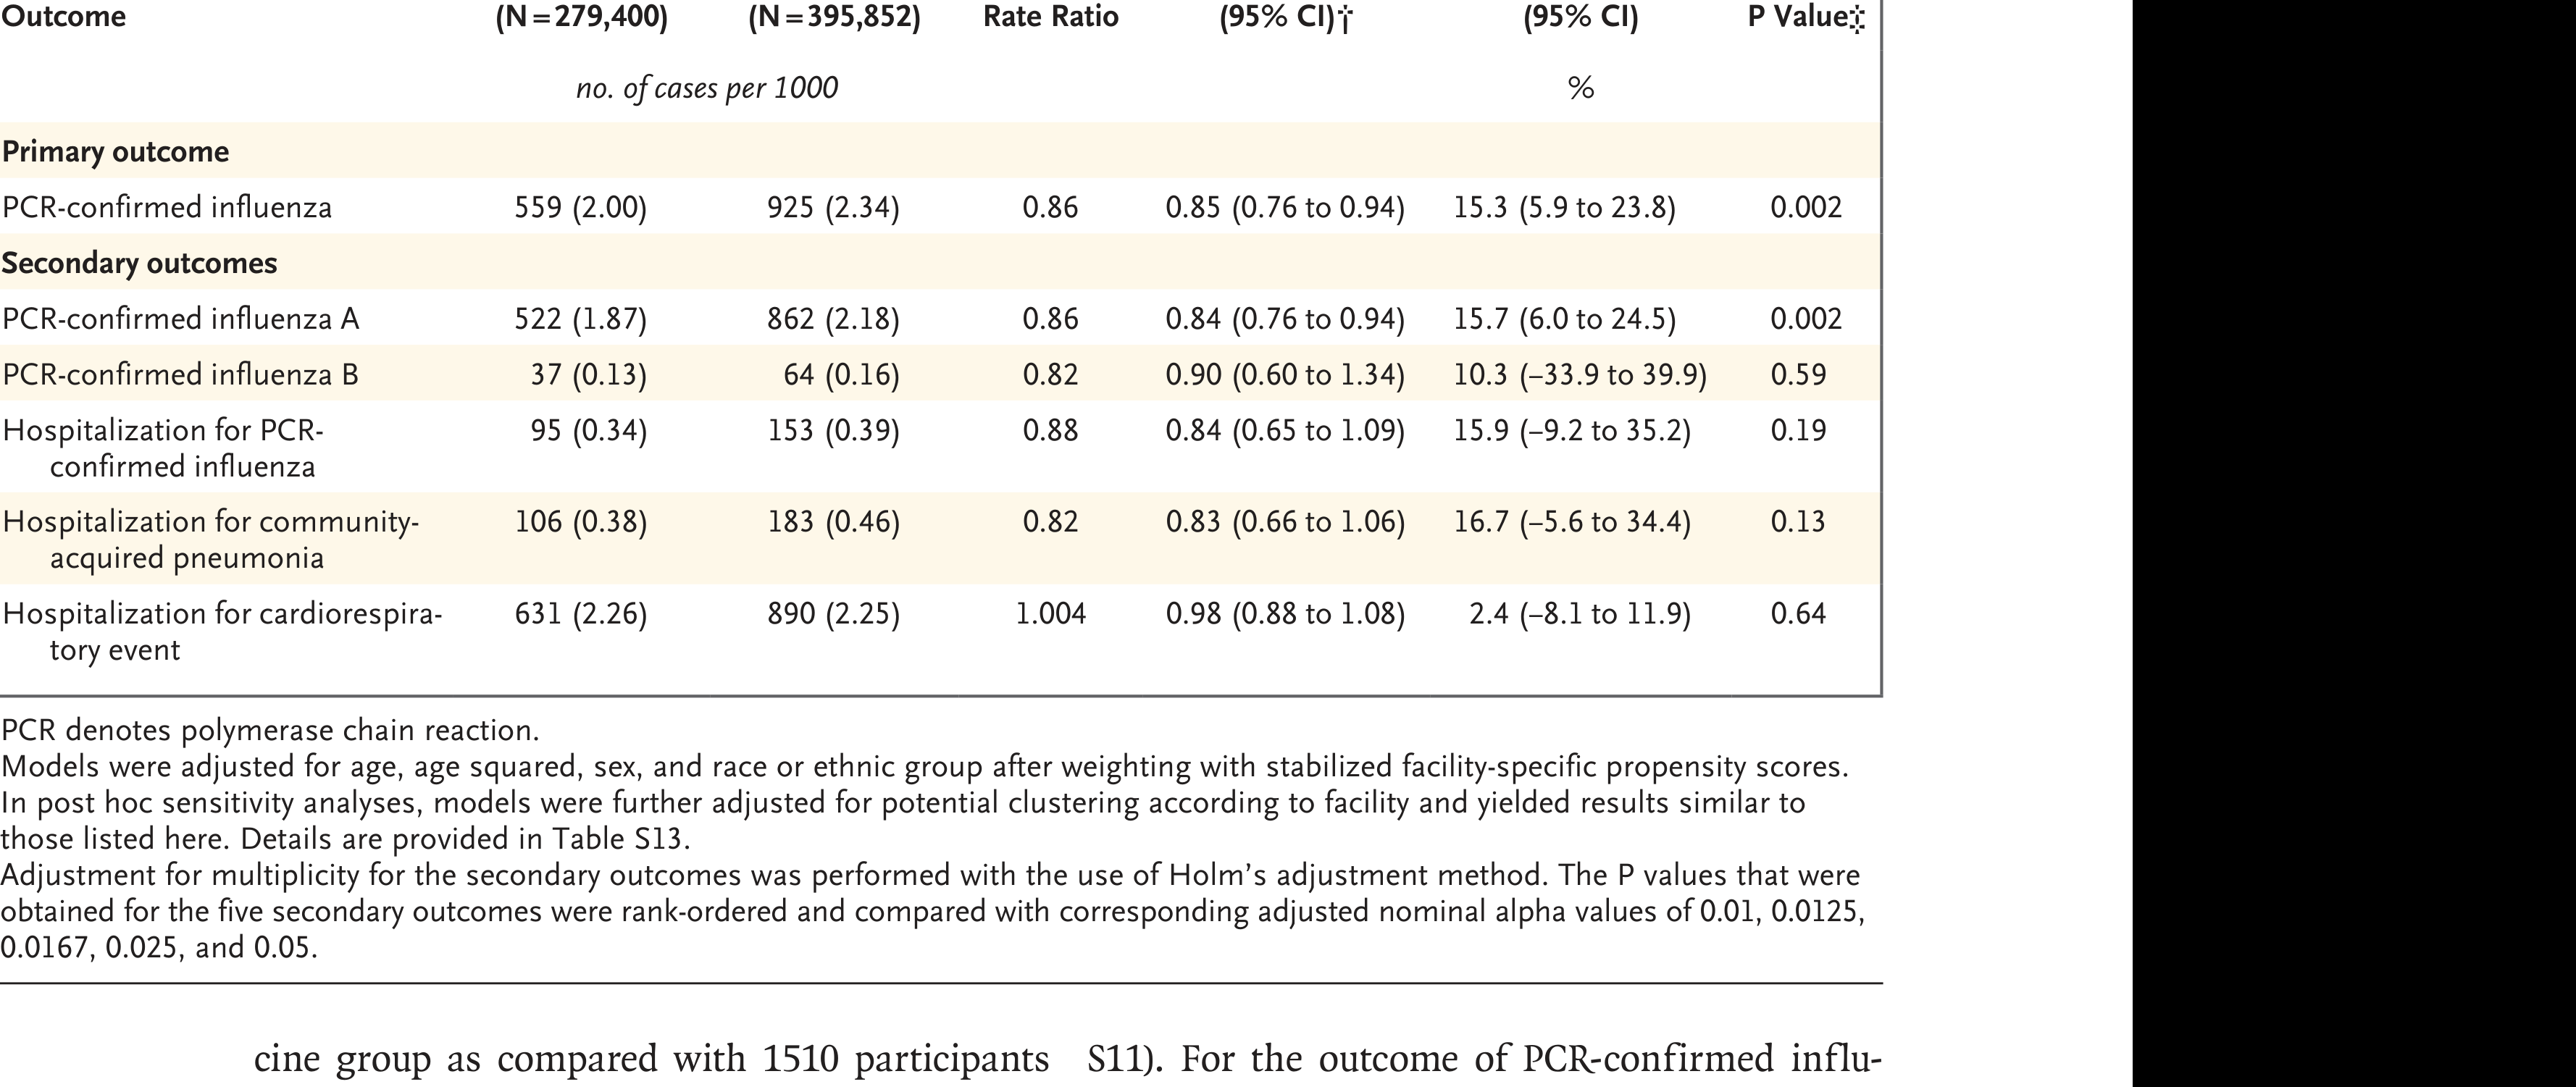 Outcome (N=279,400) (N=395,852) Rate Ratio (95% CI)† (95% CI) P Value‡
no. of cases per 1000 %
Primary outcome
PCR-confirmed influenza 559 (2.00) 925 (2.34) 0.86 0.85 (0.76 to 0.94) 15.3 (5.9 to 23.8) 0.002
Secondary outcomes
PCR-confirmed influenza A 522 (1.87) 862 (2.18) 0.86 0.84 (0.76 to 0.94) 15.7 (6.0 to 24.5) 0.002
PCR-confirmed influenza B 37 (0.13) 64 (0.16) 0.82 0.90 (0.60 to 1.34) 10.3 (–33.9 to 39.9) 0.59
Hospitalization for PCR- 95 (0.34) 153 (0.39) 0.88 0.84 (0.65 to 1.09) 15.9 (–9.2 to 35.2) 0.19
confirmed influenza
Hospitalization for community- 106 (0.38) 183 (0.46) 0.82 0.83 (0.66 to 1.06) 16.7 (–5.6 to 34.4) 0.13
acquired pneumonia
Hospitalization for cardiorespira- 631 (2.26) 890 (2.25) 1.004 0.98 (0.88 to 1.08) 2.4 (–8.1 to 11.9) 0.64
tory event
PCR denotes polymerase chain reaction.
Models were adjusted for age, age squared, sex, and race or ethnic group after weighting with stabilized facility-specific propensity scores.
In post hoc sensitivity analyses, models were further adjusted for potential clustering according to facility and yielded results similar to
those listed here. Details are provided in Table S13.
Adjustment for multiplicity for the secondary outcomes was performed with the use of Holm’s adjustment method. The P values that were
obtained for the five secondary outcomes were rank-ordered and compared with corresponding adjusted nominal alpha values of 0.01, 0.0125,
0.0167, 0.025, and 0.05.
cine group as compared with 1510 participants
S11). For the outcome of PCR-confirmed influ-